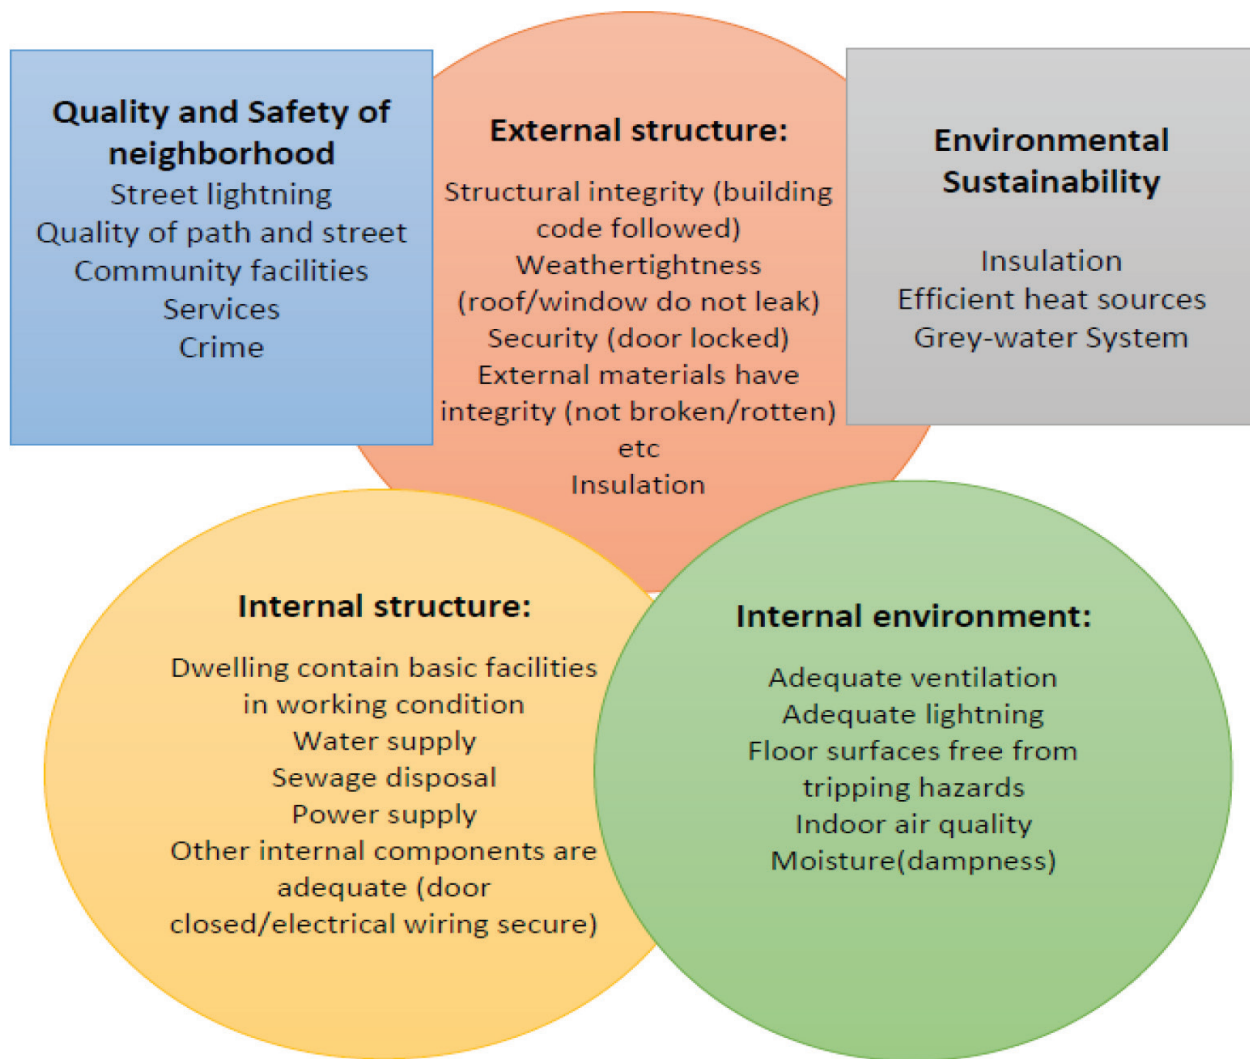 Quality and Safety of
neighborhood
Street lightning
Quality of path and street
Community facilities
Services
Crime
External structure:
Structural integrity (building
code followed)
Weathertightness
(roof/window do not leak)
Security (door locked)
External materials have
integrity (not broken/rotten)
etc
Insulation
Environmental
Sustainability
Insulation
Efficient heat sources
Grey-water System
Internal structure:
Dwelling contain basic facilities
in working condition
Water supply
Sewage disposal
Power supply
Other internal components are
adequate (door
closed/electrical wiring secure)
Internal environment:
Adequate ventilation
Adequate lightning
Floor surfaces free from
tripping hazards
Indoor air quality
Moisture(dampness)